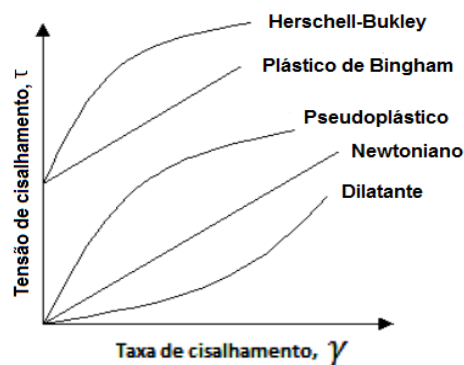 Herschell-Bukley
Plástico de Bingham
Pseudoplástico
Newtoniano
Dilatante
Tensão de cisalhamento, τ
Taxa de cisalhamento, γ